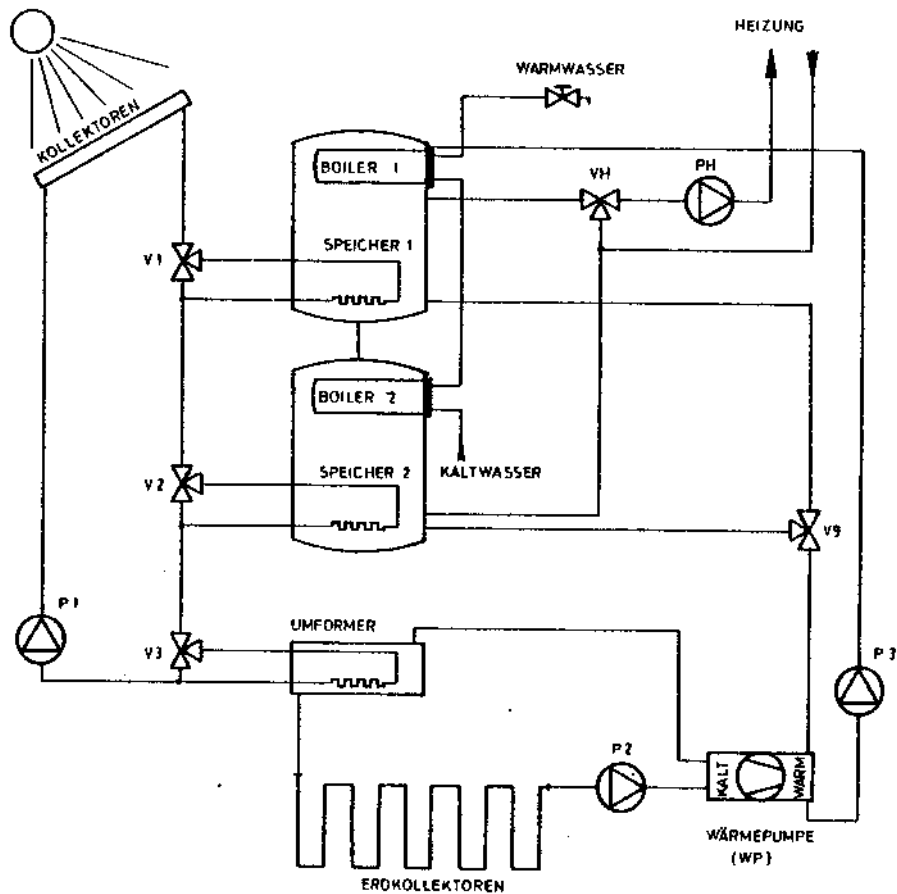 HEIZUNG
WARMWASSER
KOLLEKTOREN
BOILER 1
VH
PH
SPEICHER 1
V1
BOILER 2
KALTWASSER
SPEICHER 2
V2
V9
P1
UMFORMER
V3
P3
P2
KALT
WARM
WÄRMEPUMPE
(WP)
ERDKOLLEKTOREN